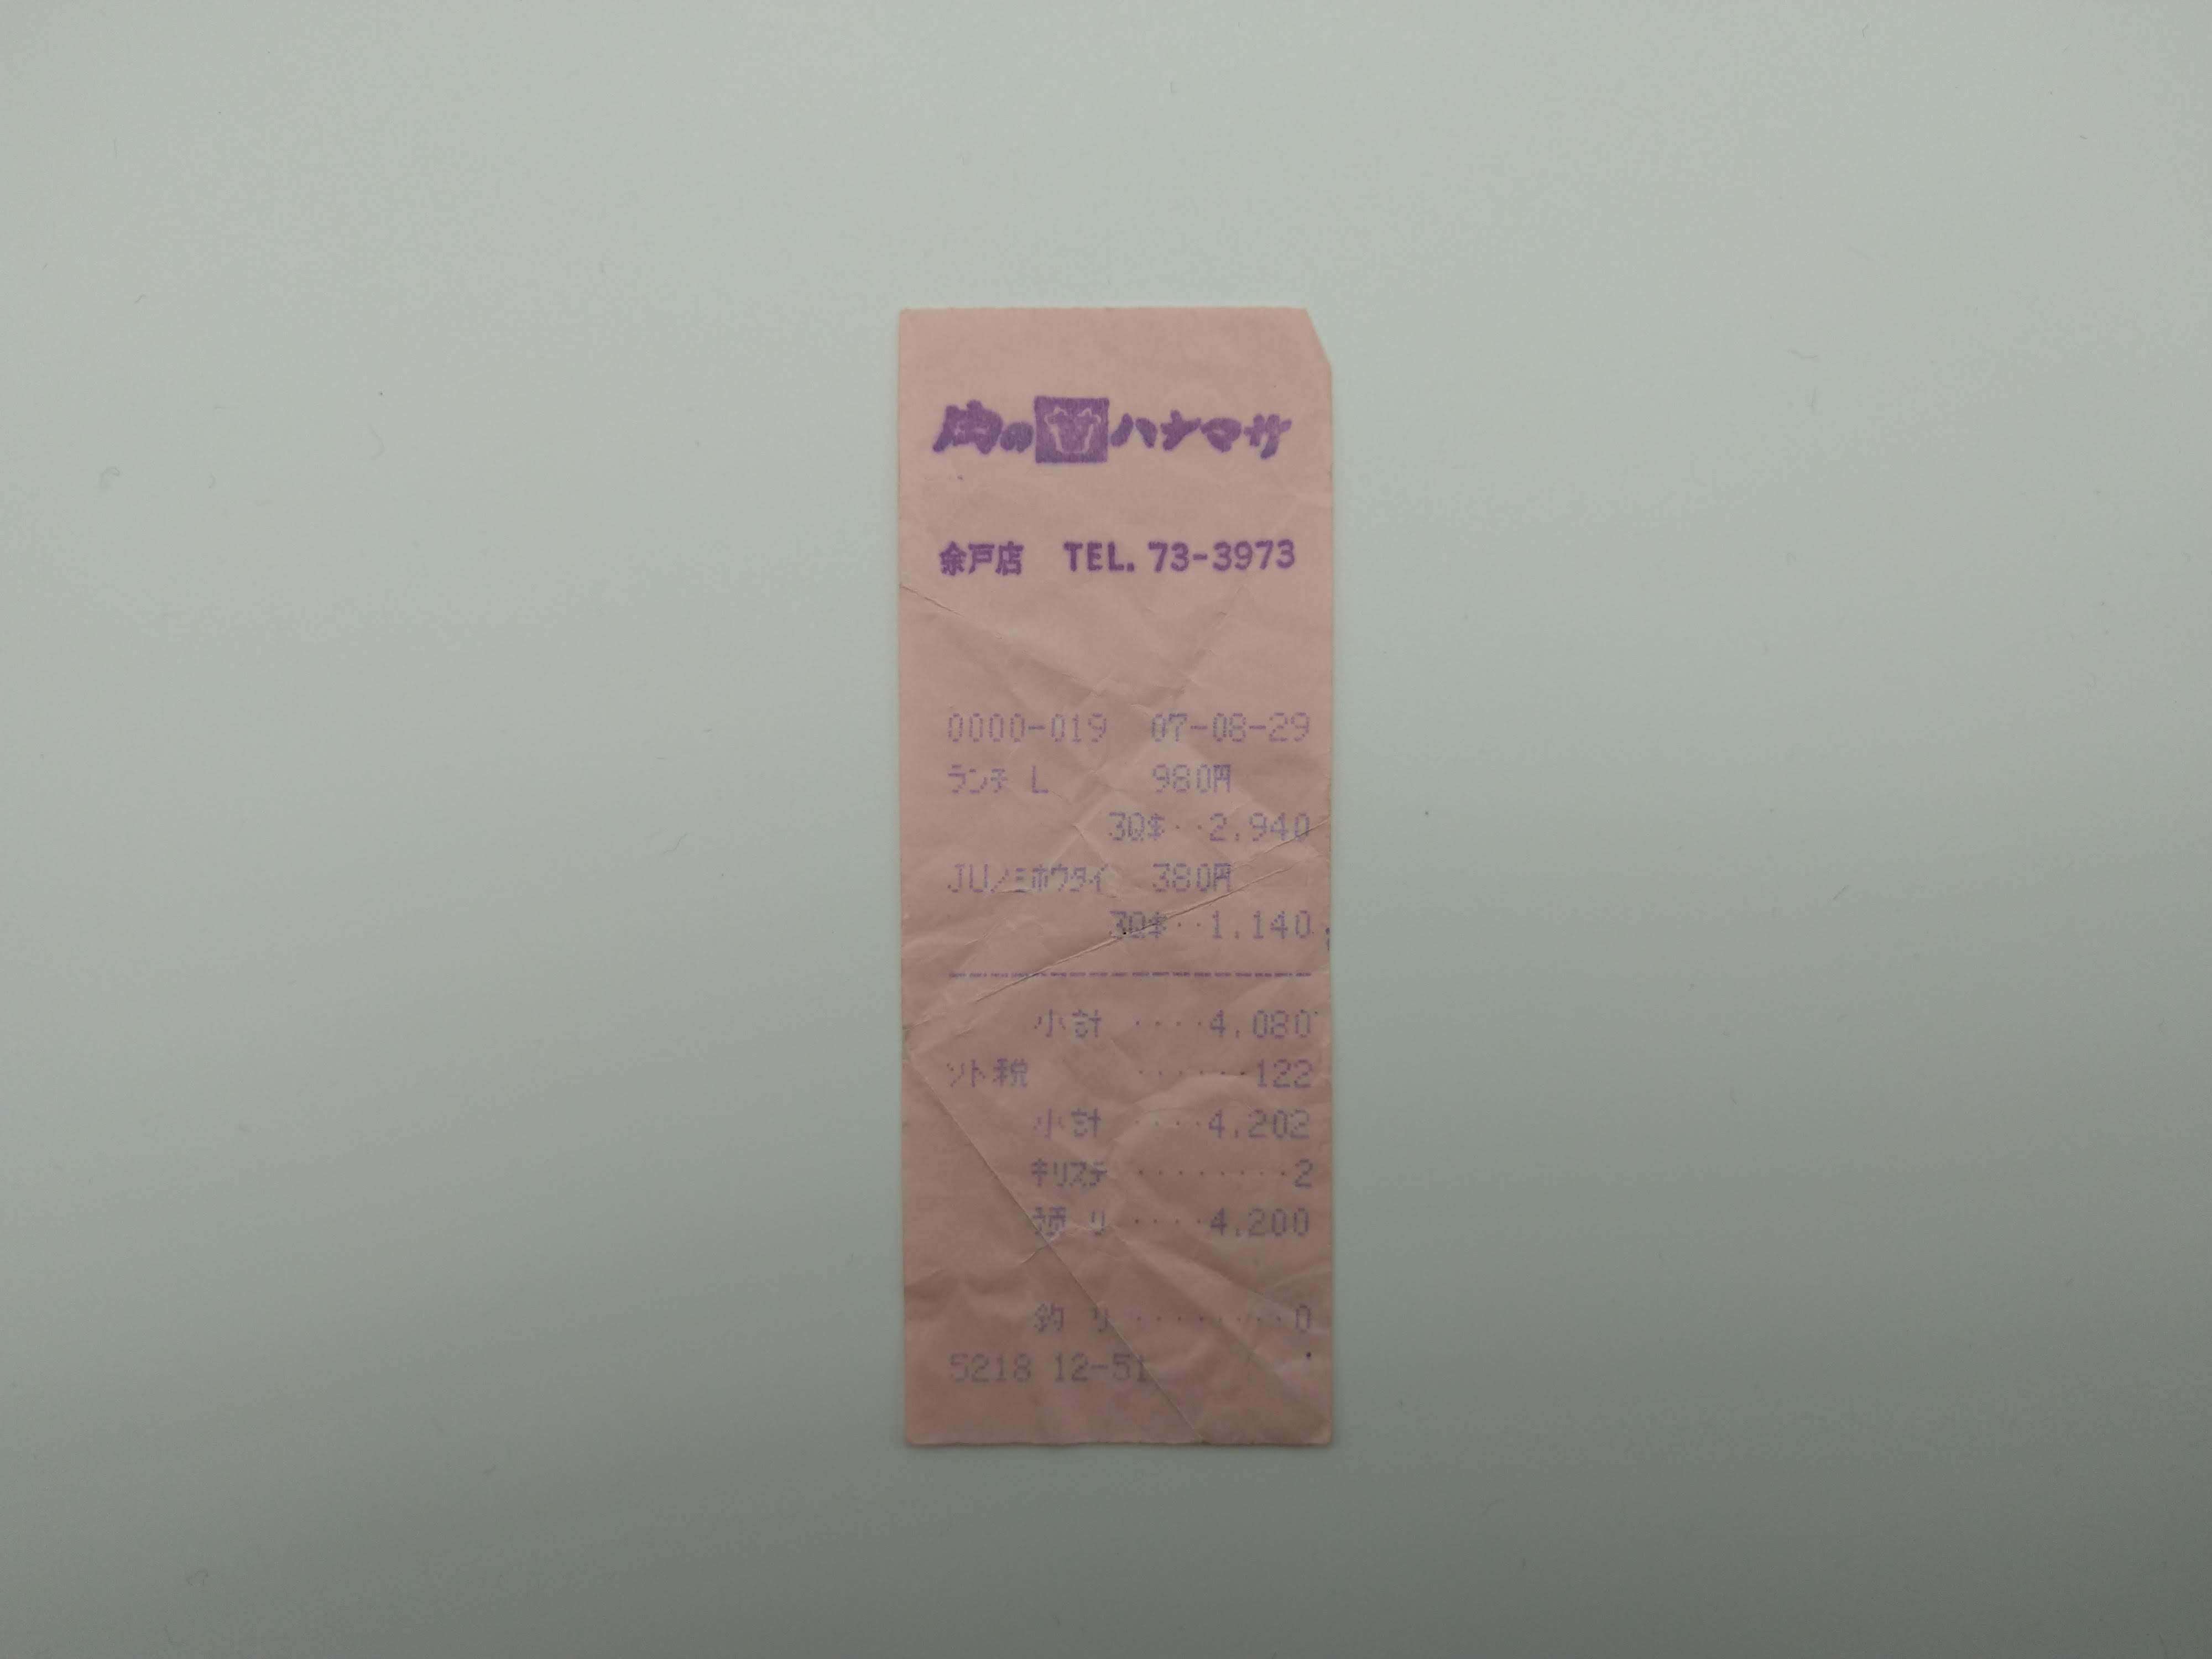 肉のハナマサ
余戸店 TEL. 73-3973
0000-019 07-08-29
ランチ L 980円
3Q$··2,940
JUノミホウダイ 380円
3Q$··1,140
小計 ····4,080
ソト税 ······122
小計 ····4,202
キリステ ········2
預り ····4,200
釣り ········0
5218 12-51